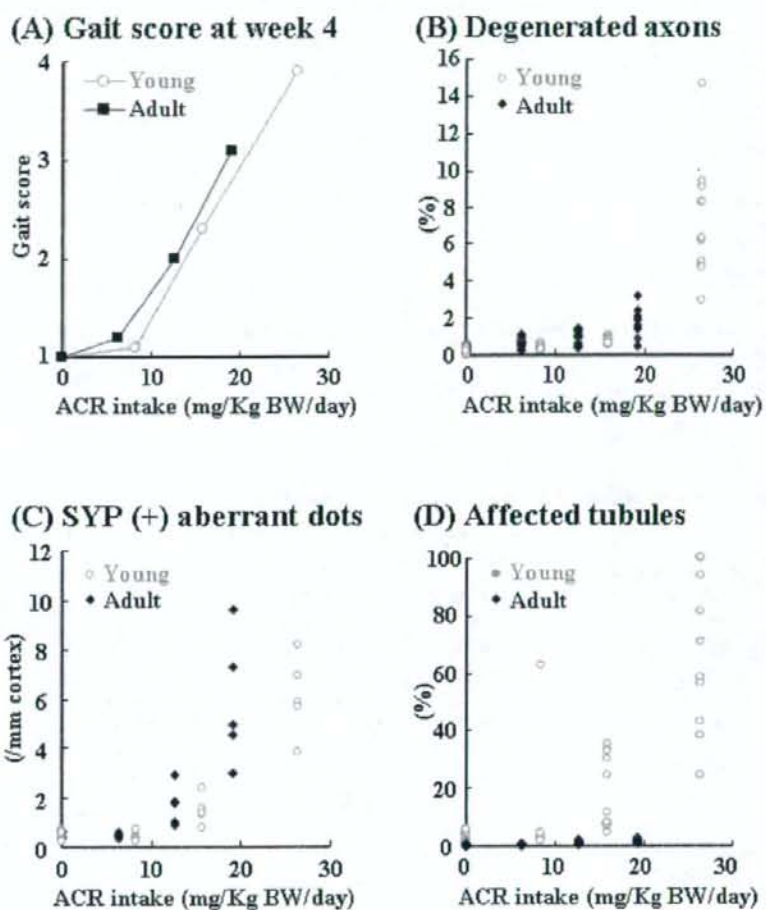 (A) Gait score at week 4
4
3
2
1
Gait score
Young
Adult
0 10 20 30
ACR intake (mg/Kg BW/day)
(B) Degenerated axons
16
14
12
10
8
6
4
2
0
(%)
Young
Adult
0 10 20 30
ACR intake (mg/Kg BW/day)
(C) SYP (+) aberrant dots
12
10
8
6
4
2
0
(/mm cortex)
Young
Adult
0 10 20 30
ACR intake (mg/Kg BW/day)
(D) Affected tubules
100
80
60
40
20
0
(%)
Young
Adult
0 10 20 30
ACR intake (mg/Kg BW/day)